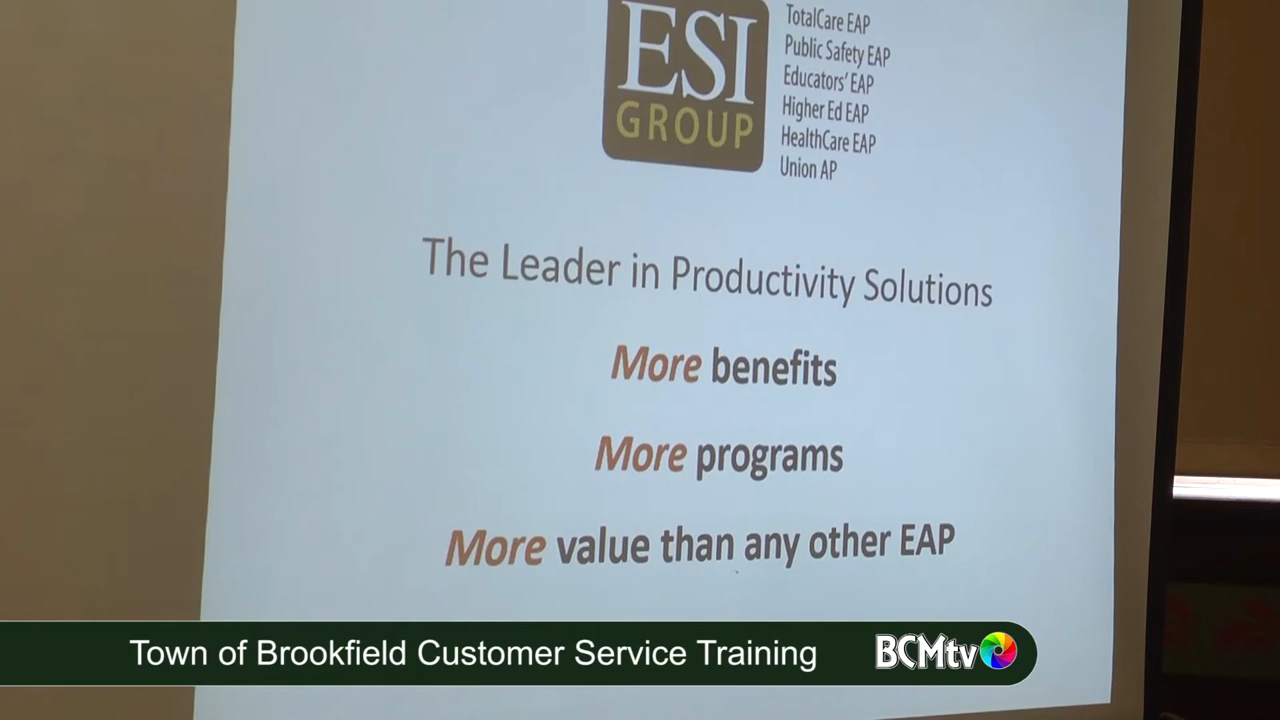 ESI
GROUP
TotalCare EAP
Public Safety EAP
Educators' EAP
Higher Ed EAP
HealthCare EAP
Union AP
The Leader in Productivity Solutions
More benefits
More programs
More value than any other EAP
Town of Brookfield Customer Service Training
BCMtv